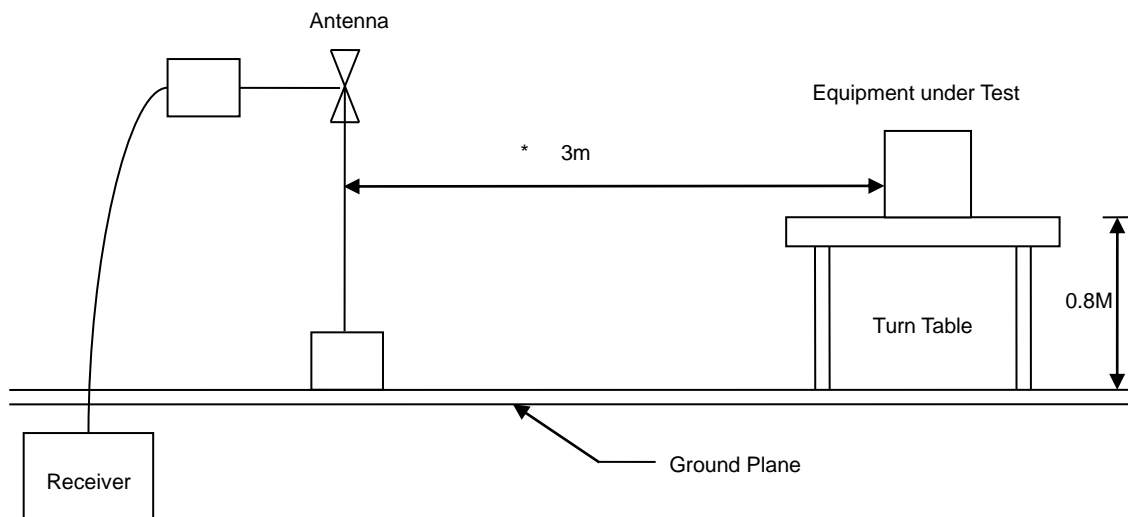 Antenna
Equipment under Test
* 3m
0.8M
Turn Table
Ground Plane
Receiver